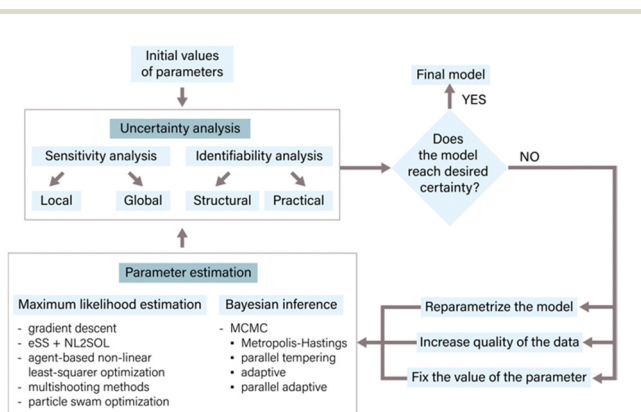 Initial values
of parameters
Uncertainty analysis
Sensitivity analysis
Identifiability analysis
Local
Global
Structural
Practical
Final model
YES
Does
the model
reach desired
certainty?
NO
Parameter estimation
Maximum likelihood estimation
- gradient descent
- eSS + NL2SOL
- agent-based non-linear
least-squarer optimization
- multishooting methods
- particle swam optimization
Bayesian inference
- MCMC
• Metropolis-Hastings
• parallel tempering
• adaptive
• parallel adaptive
Reparametrize the model
Increase quality of the data
Fix the value of the parameter